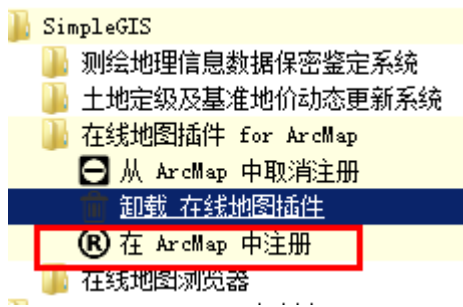 SimpleGIS
测绘地理信息数据保密鉴定系统
土地定级及基准地价动态更新系统
在线地图插件 for ArcMap
从 ArcMap 中取消注册
卸载 在线地图插件
® 在 ArcMap 中注册
在线地图浏览器